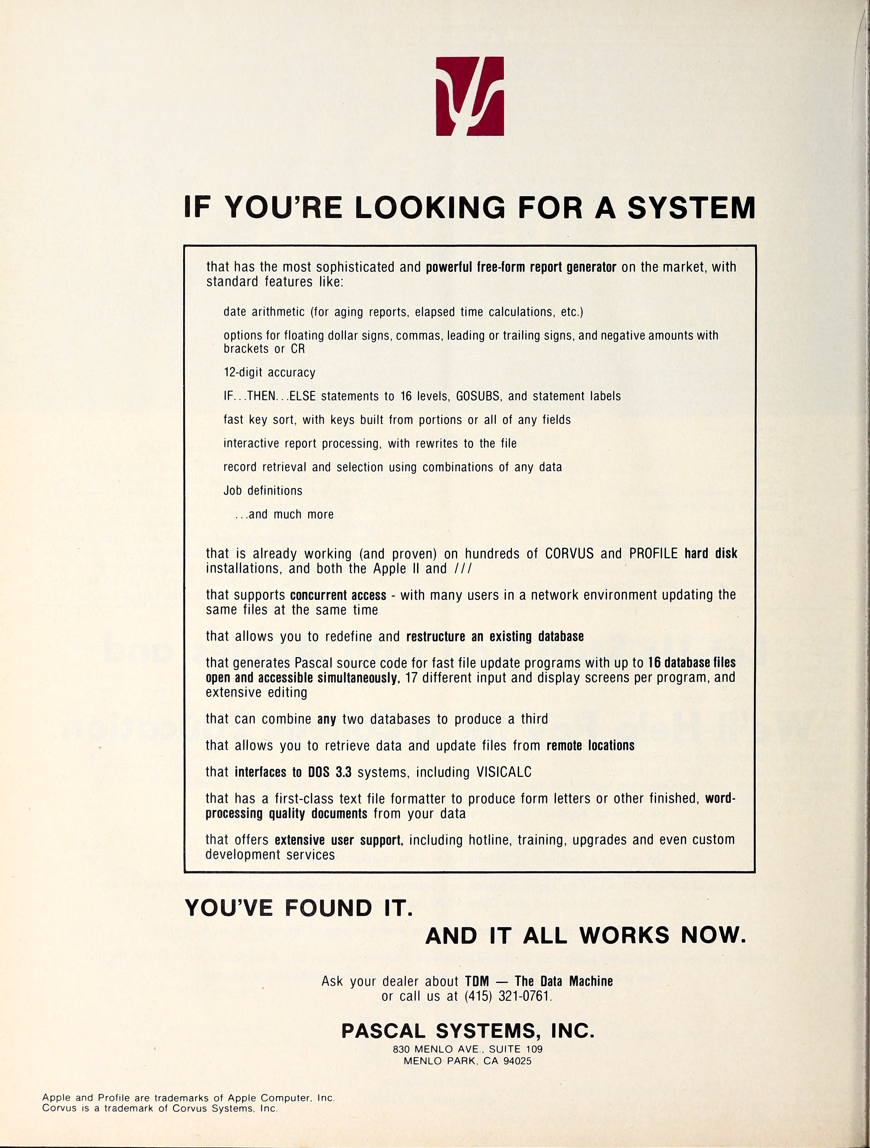 IF YOU'RE LOOKING FOR A SYSTEM
that has the most sophisticated and powerful free-form report generator on the market, with
standard features like:
date arithmetic (for aging reports, elapsed time calculations, etc.)
options for floating dollar signs, commas, leading or trailing signs, and negative amounts with
brackets or CR
12-digit accuracy
IF...THEN...ELSE statements to 16 levels, GOSUBS, and statement labels
fast key sort, with keys built from portions or all of any fields
interactive report processing, with rewrites to the file
record retrieval and selection using combinations of any data
Job definitions
...and much more
that is already working (and proven) on hundreds of CORVUS and PROFILE hard disk
installations, and both the Apple II and ///
that supports concurrent access - with many users in a network environment updating the
same files at the same time
that allows you to redefine and restructure an existing database
that generates Pascal source code for fast file update programs with up to 16 database files
open and accessible simultaneously, 17 different input and display screens per program, and
extensive editing
that can combine any two databases to produce a third
that allows you to retrieve data and update files from remote locations
that interfaces to DOS 3.3 systems, including VISICALC
that has a first-class text file formatter to produce form letters or other finished, word-
processing quality documents from your data
that offers extensive user support, including hotline, training, upgrades and even custom
development services
YOU'VE FOUND IT.
AND IT ALL WORKS NOW.
Ask your dealer about TDM — The Data Machine
or call us at (415) 321-0761.
PASCAL SYSTEMS, INC.
830 MENLO AVE., SUITE 109
MENLO PARK, CA 94025
Apple and Profile are trademarks of Apple Computer, Inc.
Corvus is a trademark of Corvus Systems, Inc.